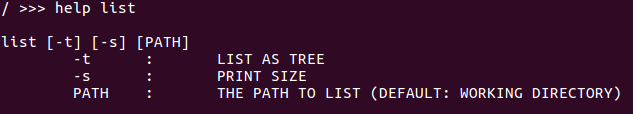 / >>> help list
list [-t] [-s] [PATH]
-t : LIST AS TREE
-s : PRINT SIZE
PATH : THE PATH TO LIST (DEFAULT: WORKING DIRECTORY)